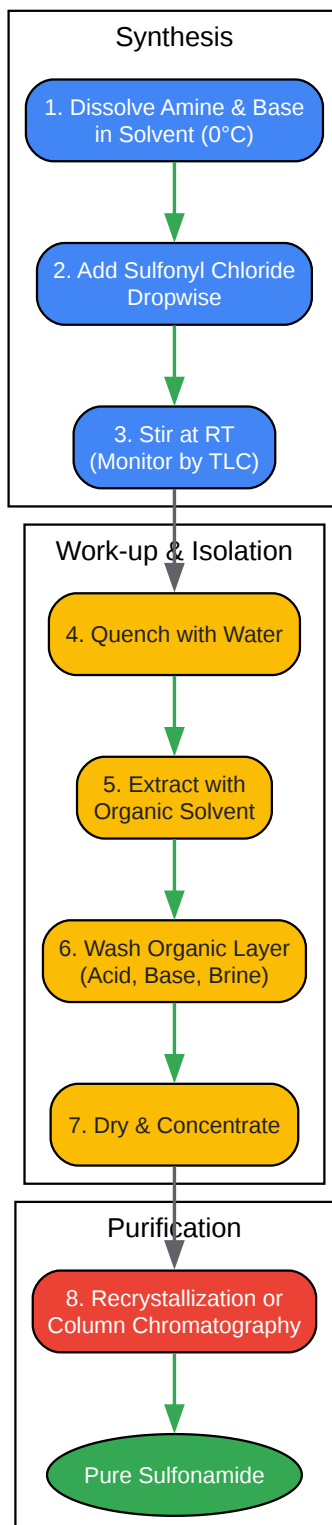 Synthesis
1. Dissolve Amine & Base
in Solvent (0°C)
2. Add Sulfonyl Chloride
Dropwise
3. Stir at RT
(Monitor by TLC)
Work-up & Isolation
4. Quench with Water
5. Extract with
Organic Solvent
6. Wash Organic Layer
(Acid, Base, Brine)
7. Dry & Concentrate
Purification
8. Recrystallization or
Column Chromatography
Pure Sulfonamide